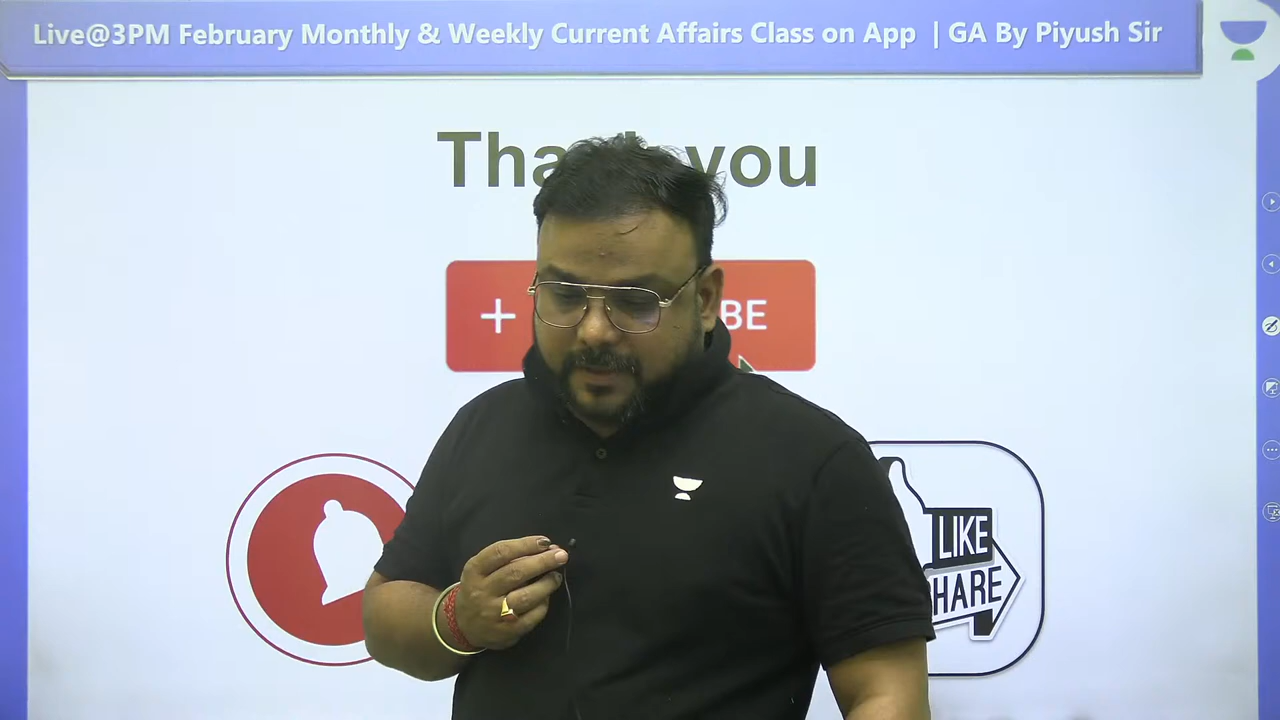 Live@3PM February Monthly & Weekly Current Affairs Class on App | GA By Piyush Sir
you
LIKE